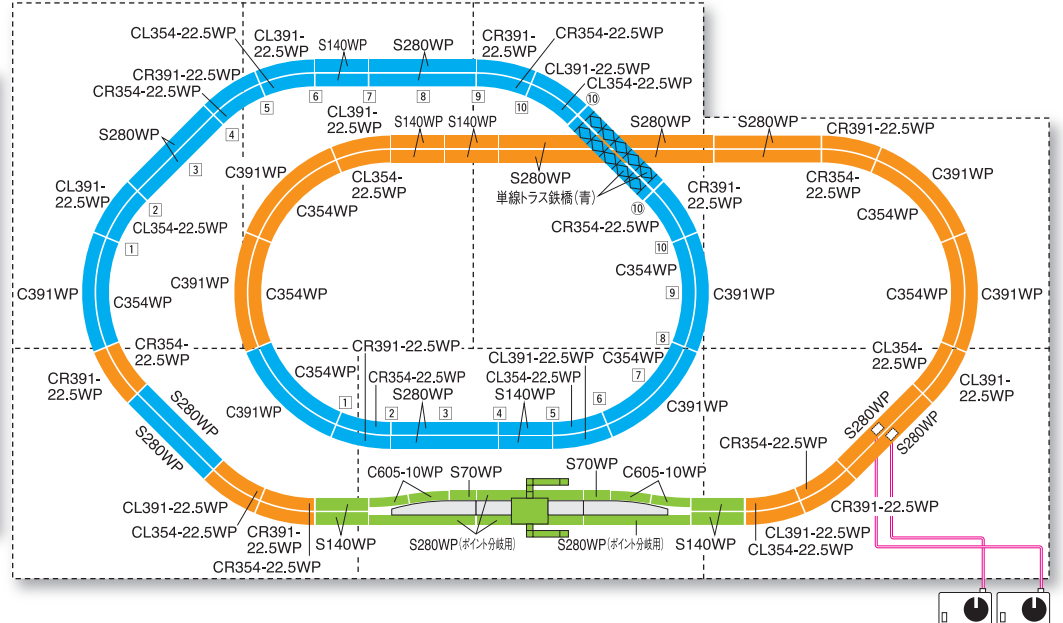 CL391-
22.5WP
CL354-22.5WP
S140WP
S280WP
CR391-
22.5WP
CR354-22.5WP
CR391-22.5WP
CR354-22.5WP
CL391-22.5WP
CL354-22.5WP
5
6
7
8
9
10
⑩
4
S280WP
3
CL391-
22.5WP
S140WP
S140WP
S280WP
S280WP
CR391-22.5WP
C391WP
CL354-
22.5WP
S280WP
単線トラス鉄橋(青)
CR391-
22.5WP
CR354-
22.5WP
C391WP
CL391-
22.5WP
2
CL354-22.5WP
⑩
CR354-22.5WP
C354WP
1
C354WP
10
C354WP
C391WP
C354WP
C391WP
C354WP
9
C391WP
C354WP
C391WP
8
CR354-
22.5WP
CR391-
22.5WP
CR391-22.5WP
CL391-22.5WP
C354WP
CL354-
22.5WP
C354WP
CR354-22.5WP
CL354-22.5WP
7
CL391-
22.5WP
S280WP
S280WP
C391WP
1
2
S280WP
3
4
S140WP
5
6
C391WP
S280WP
S280WP
CR354-22.5WP
C605-10WP
S70WP
S70WP
C605-10WP
CL391-22.5WP
CL354-22.5WP
CR391-
22.5WP
CR354-22.5WP
S140WP
S280WP(ポイント分岐用)
S280WP(ポイント分岐用)
S140WP
CR391-22.5WP
CL391-22.5WP
CL354-22.5WP